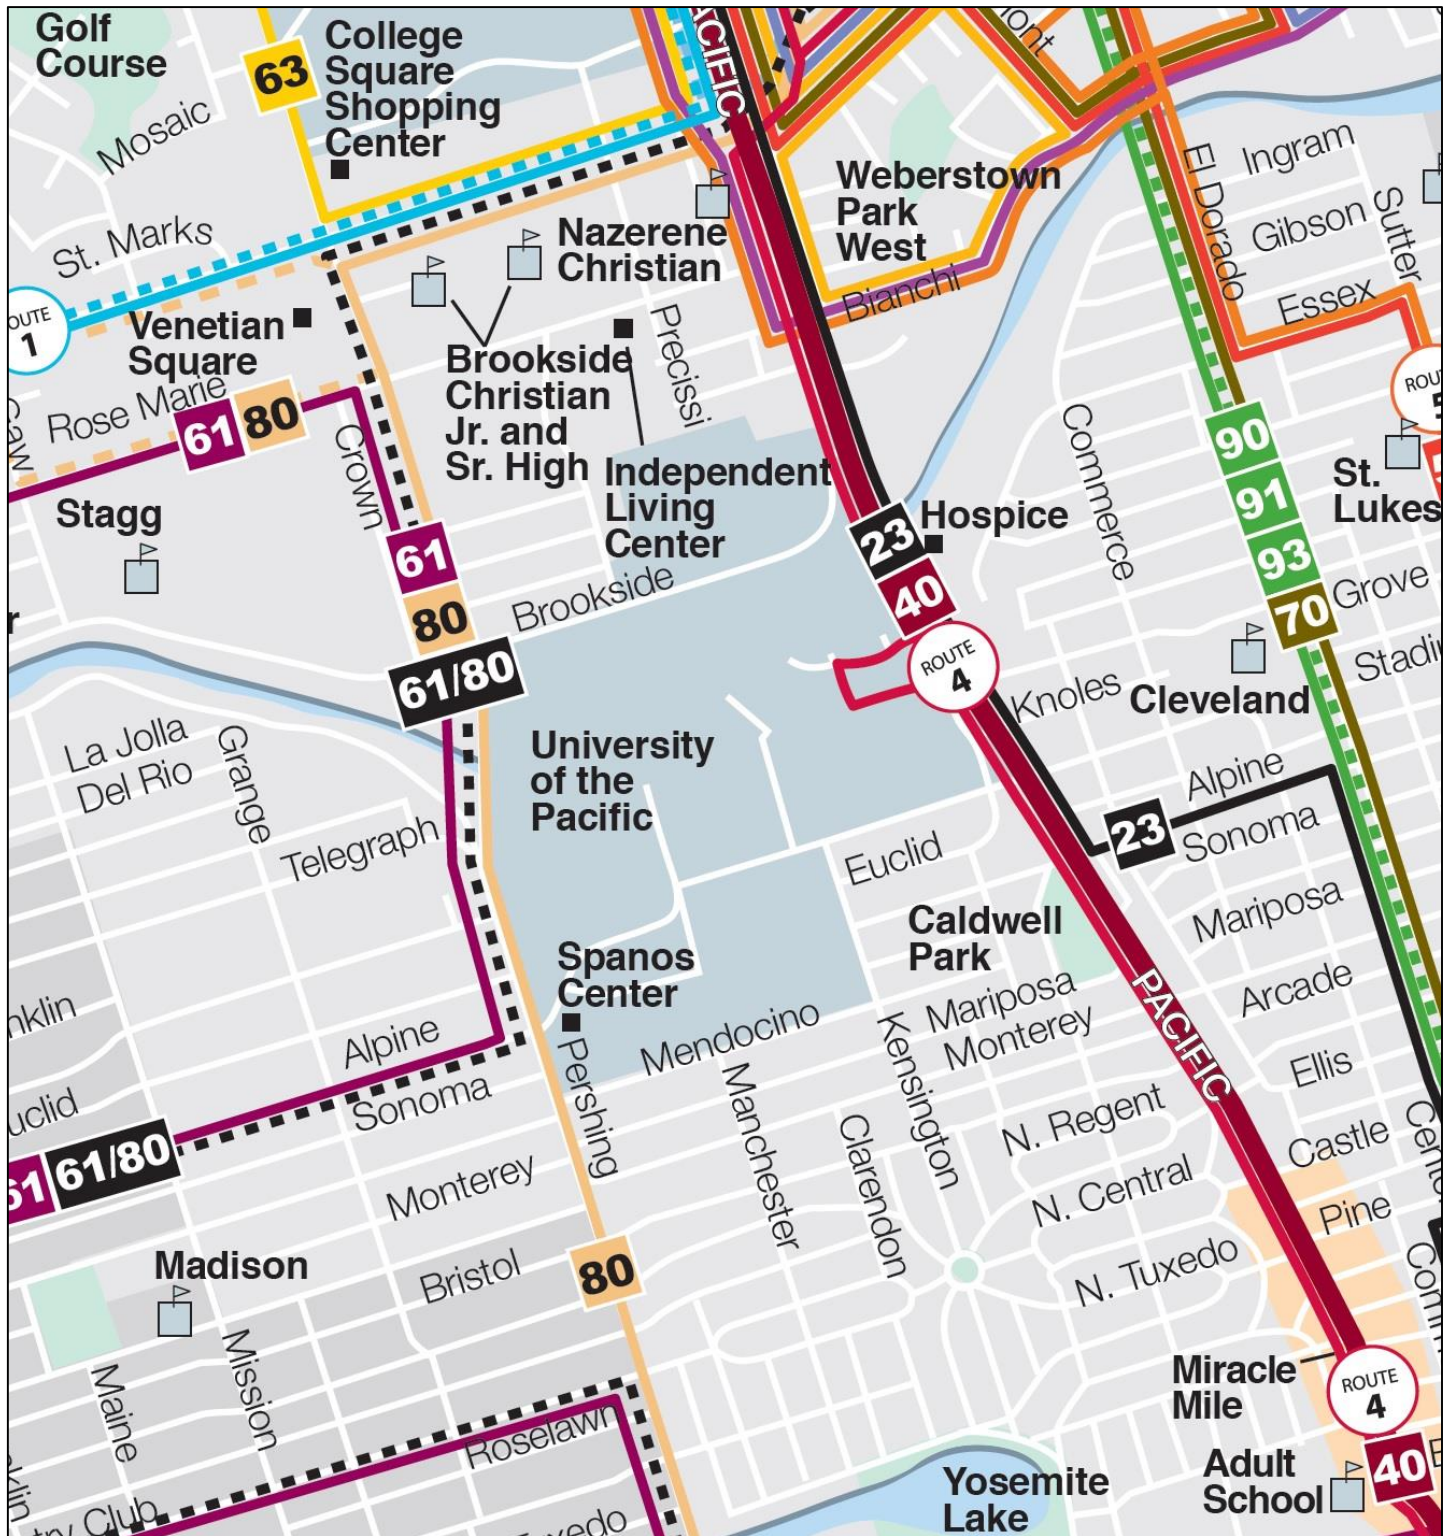 Golf
Course
63
College
Square
Shopping
Center
Mosaic
St. Marks
ROUTE
1
Venetian
Square
Rose Marie
61
80
Crown
Stagg
Brookside
Christian
Jr. and
Sr. High
Nazerene
Christian
Precissi
PACIFIC
Weberstown
Park
West
Bianchi
El Dorado
Ingram
Gibson
Sutter
Essex
ROUTE
5
St.
Lukes
90
91
93
70
Grove
Commerce
Independent
Living
Center
Brookside
23
40
Hospice
ROUTE
4
Knoles
Cleveland
61
80
61/80
La Jolla
Del Rio
Grange
Telegraph
University
of the
Pacific
Alpine
Sonoma
23
Euclid
Caldwell
Park
Mariposa
Arcade
Spanos
Center
Mendocino
Mariposa
Monterey
Kensington
PACIFIC
Ellis
Alpine
Sonoma
Pershing
Manchester
Clarendon
N. Regent
N. Central
N. Tuxedo
Castle
Pine
61
61/80
Monterey
Bristol
80
Madison
Maine
Mission
Roselawn
Miracle
Mile
ROUTE
4
40
Adult
School
Yosemite
Lake